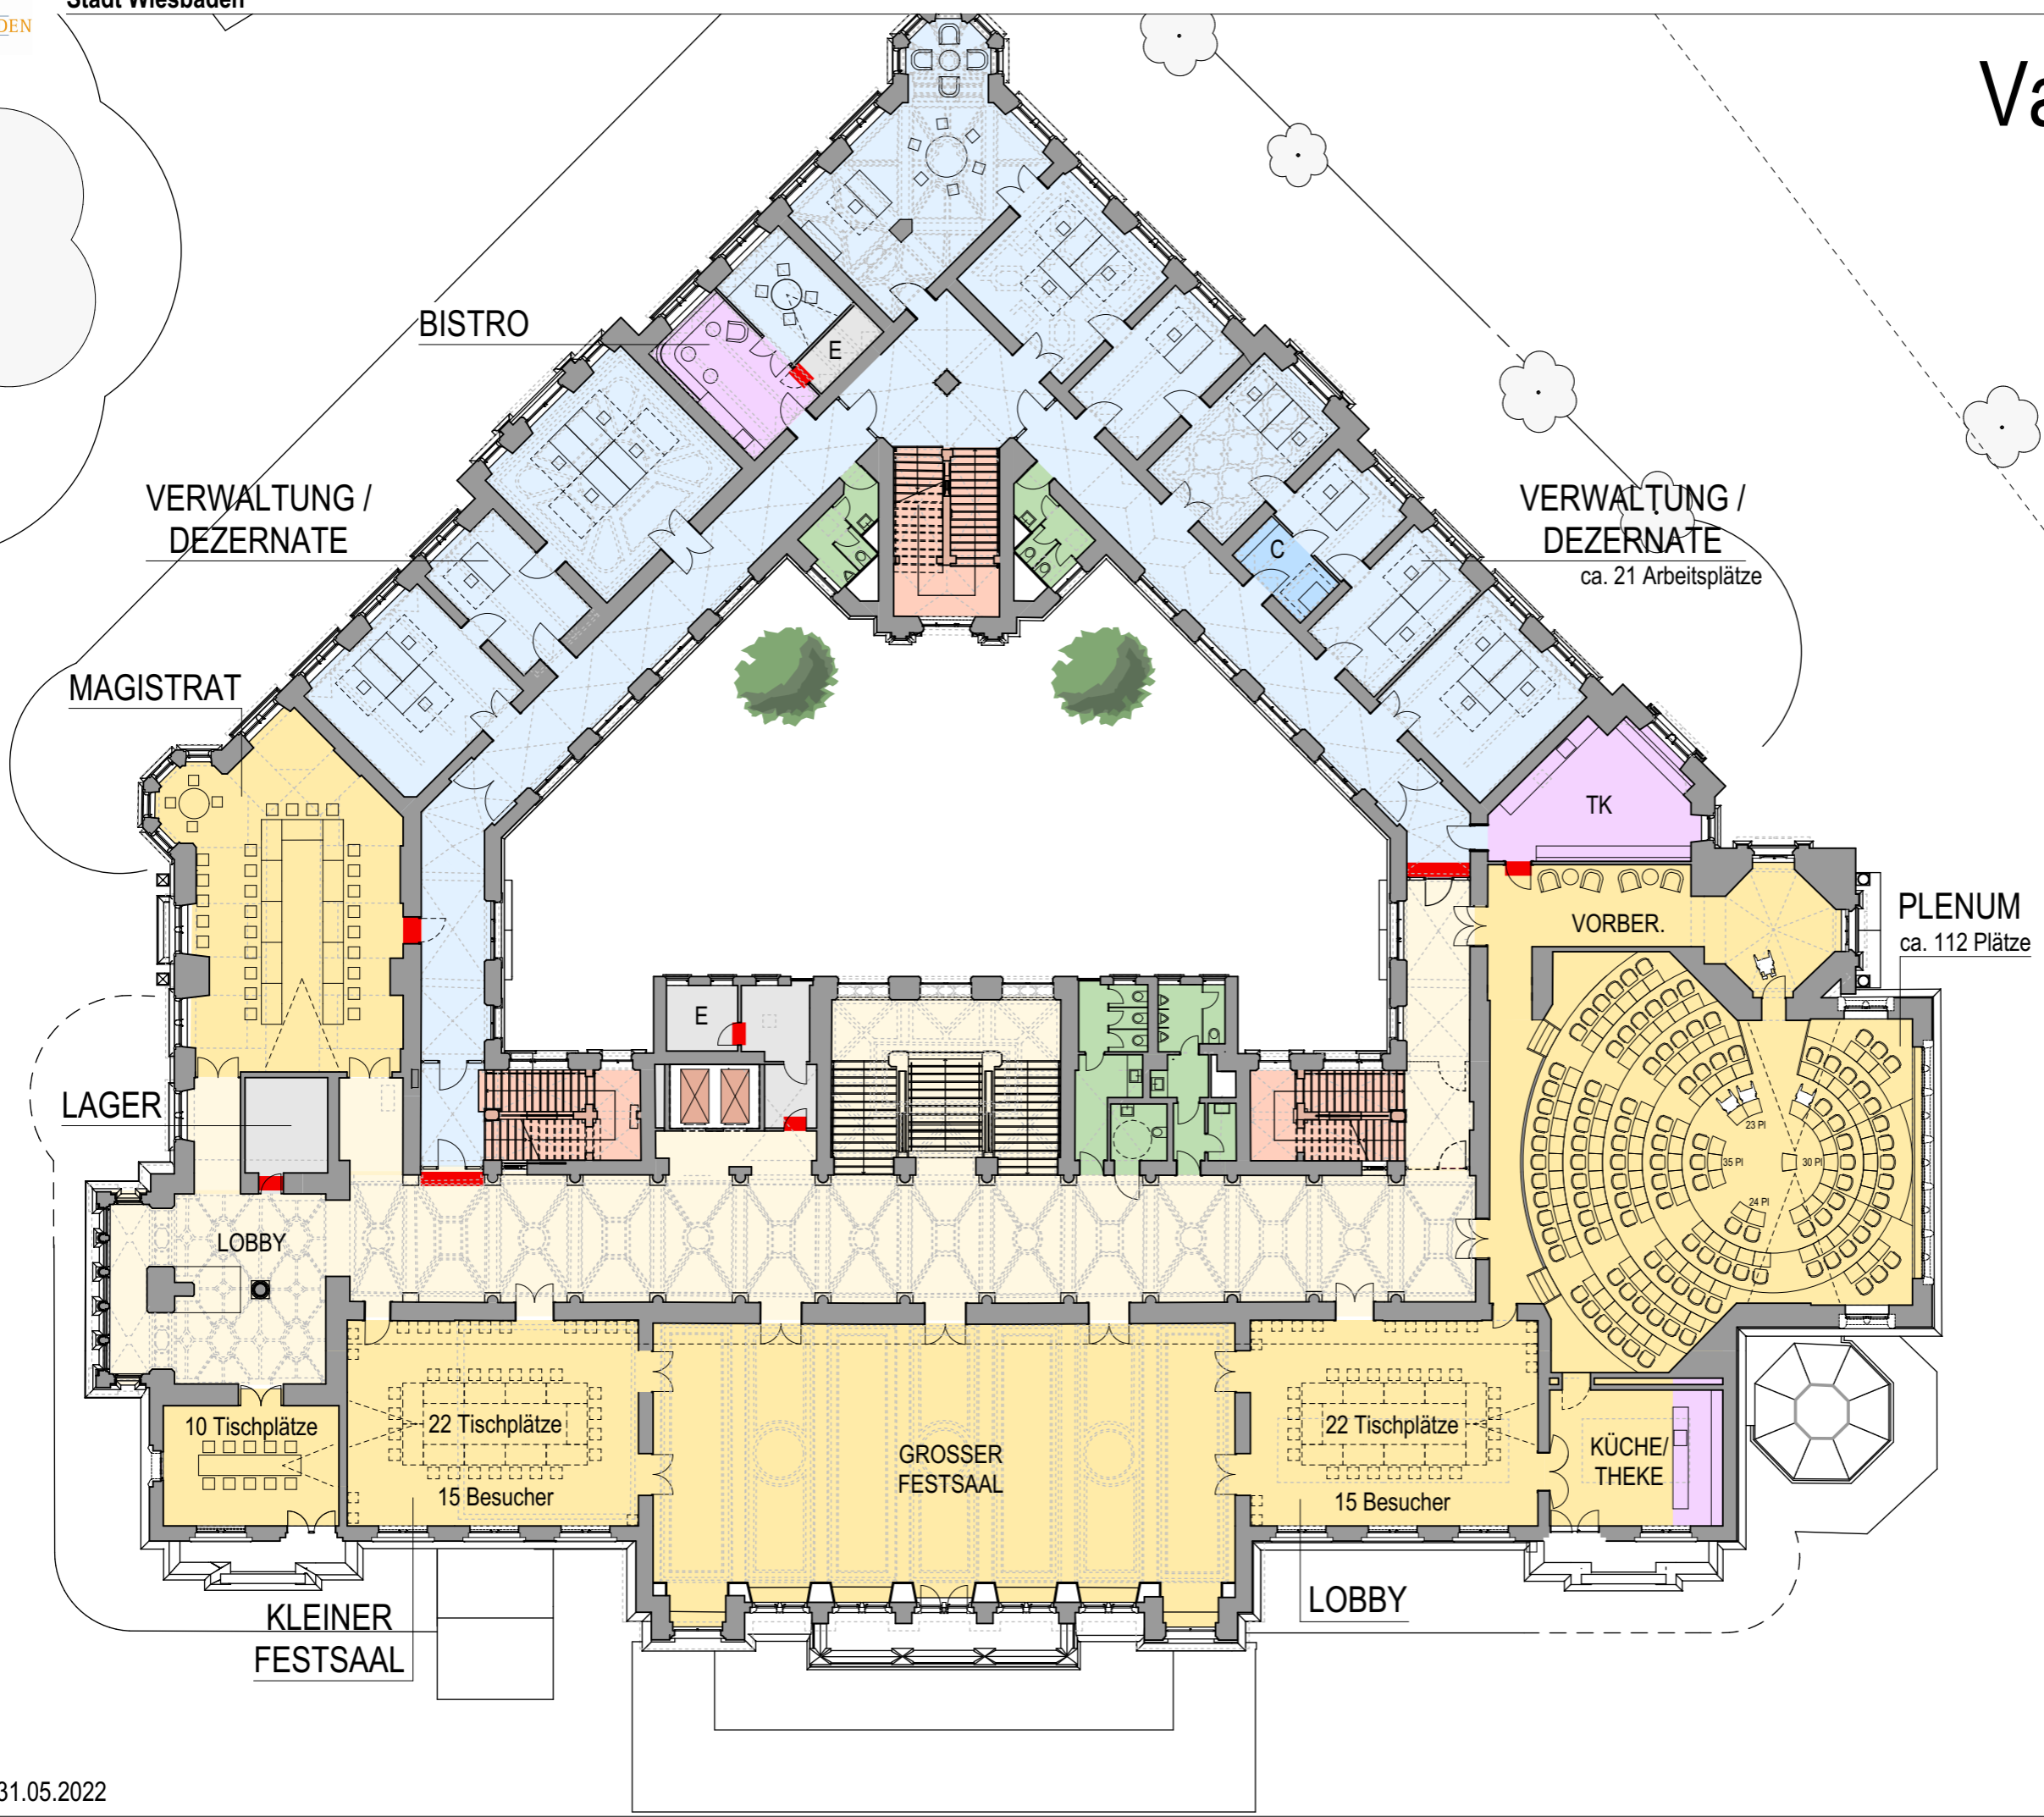 Stadt Wiesbaden
DEN
Va
BISTRO
E
VERWALTUNG /
DEZERNATE
VERWALTUNG /
DEZERNATE
ca. 21 Arbeitsplätze
C
MAGISTRAT
TK
VORBER.
PLENUM
ca. 112 Plätze
E
LAGER
23 Pl
35 Pl
30 Pl
24 Pl
LOBBY
10 Tischplätze
22 Tischplätze
15 Besucher
GROSSER
FESTSAAL
22 Tischplätze
15 Besucher
KÜCHE/
THEKE
LOBBY
KLEINER
FESTSAAL
31.05.2022